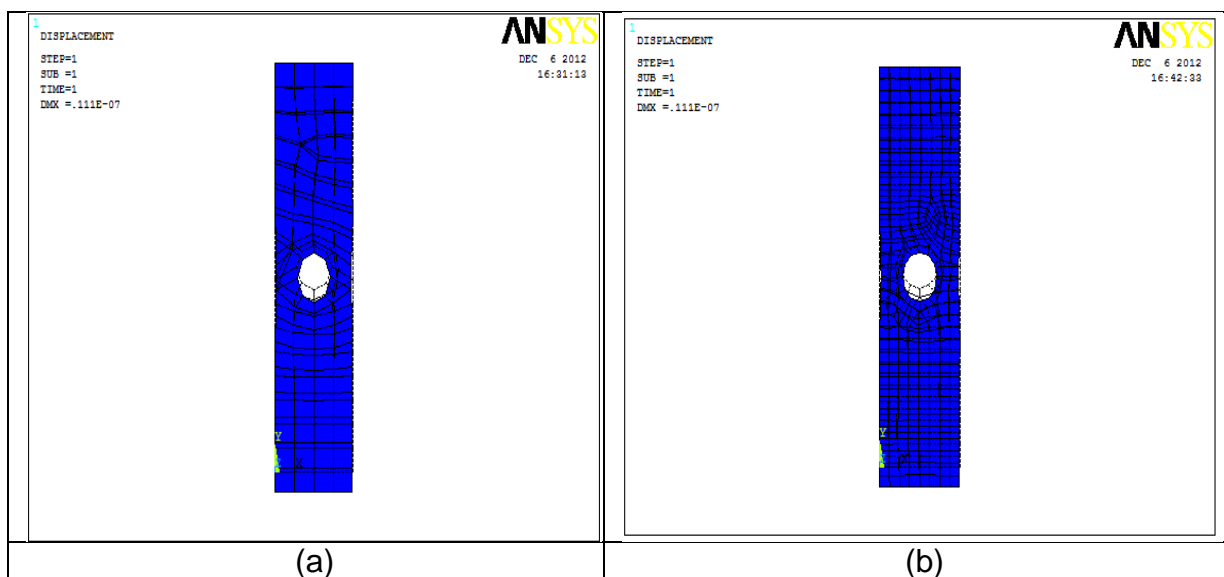 1
DISPLACEMENT
STEP=1
SUB =1
TIME=1
DMX =.111E-07
ANSYS
DEC 6 2012
16:31:13
Y
X
(a)
1
DISPLACEMENT
STEP=1
SUB =1
TIME=1
DMX =.111E-07
ANSYS
DEC 6 2012
16:42:33
Y
(b)